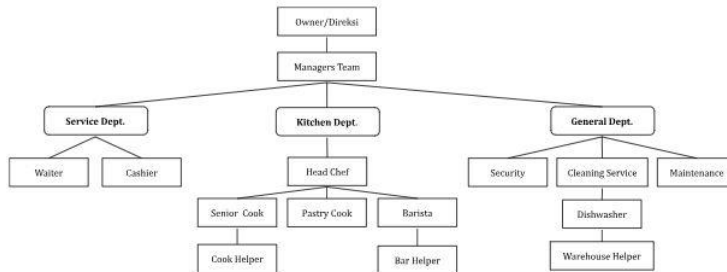 Owner/Direksi
Managers Team
Service Dept.
Kitchen Dept.
General Dept.
Waiter
Cashier
Head Chef
Security
Cleaning Service
Maintenance
Senior Cook
Pastry Cook
Barista
Dishwasher
Cook Helper
Bar Helper
Warehouse Helper